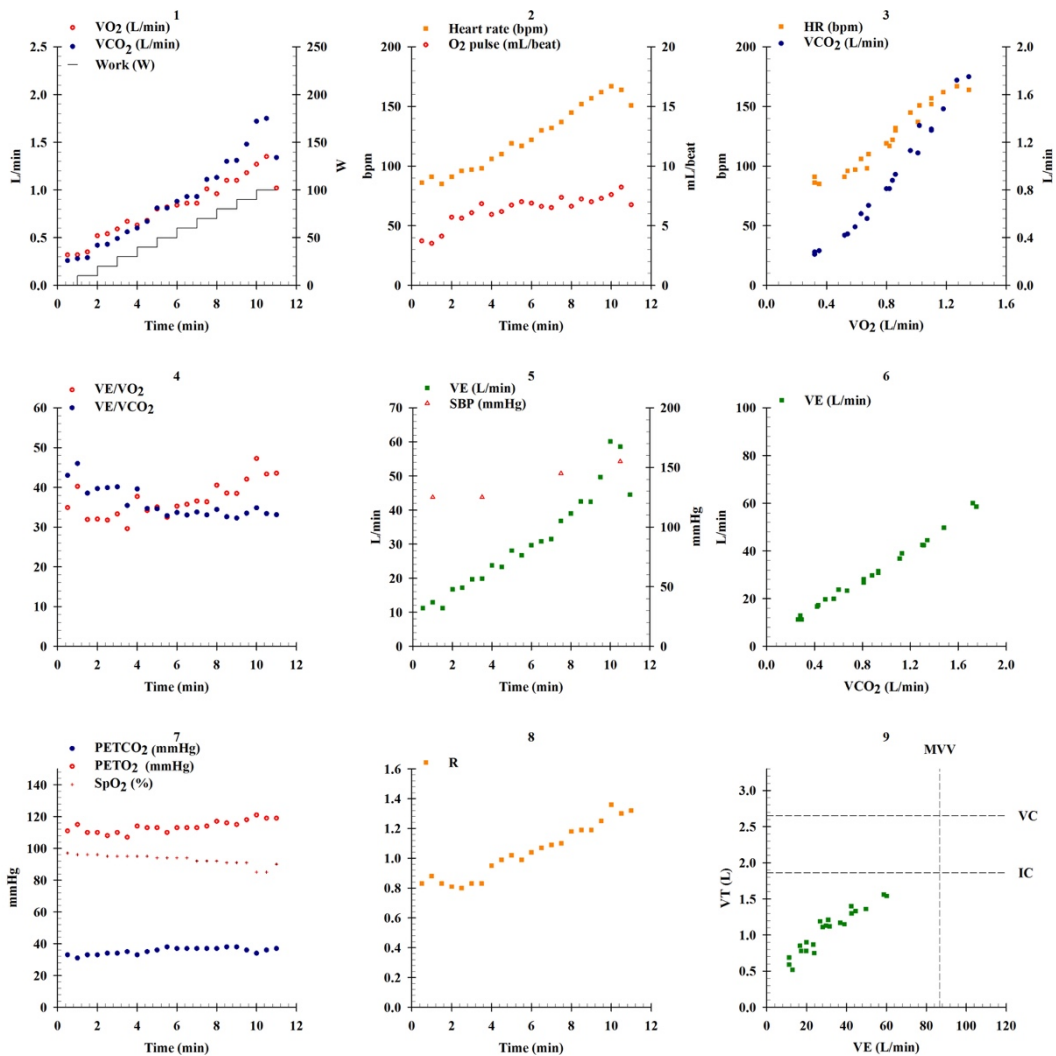 1
VO2 (L/min)
VCO2 (L/min)
Work (W)
2.5
2.0
1.5
1.0
0.5
0.0
L/min
250
200
150
100
50
0
W
0 2 4 6 8 10 12
Time (min)
2
Heart rate (bpm)
O2 pulse (mL/beat)
200
150
100
50
0
bpm
20
15
10
5
0
mL/beat
0 2 4 6 8 10 12
Time (min)
3
HR (bpm)
VCO2 (L/min)
200
150
100
50
0
bpm
2.0
1.6
1.2
0.8
0.4
0.0
L/min
0.0 0.4 0.8 1.2 1.6
VO2 (L/min)
4
VE/VO2
VE/VCO2
60
50
40
30
20
10
0
0 2 4 6 8 10 12
Time (min)
5
VE (L/min)
SBP (mmHg)
70
60
50
40
30
20
10
0
L/min
200
150
100
50
0
mmHg
0 2 4 6 8 10 12
Time (min)
6
VE (L/min)
100
80
60
40
20
0
L/min
0.0 0.4 0.8 1.2 1.6 2.0
VCO2 (L/min)
7
PETCO2 (mmHg)
PETO2 (mmHg)
SpO2 (%)
140
120
100
80
60
40
20
0
mmHg
0 2 4 6 8 10 12
Time (min)
8
R
1.6
1.4
1.2
1.0
0.8
0.6
0.4
0.2
0.0
0 2 4 6 8 10 12
Time (min)
9
MVV
VC
IC
3.0
2.5
2.0
1.5
1.0
0.5
0.0
VT (L)
0 20 40 60 80 100 120
VE (L/min)